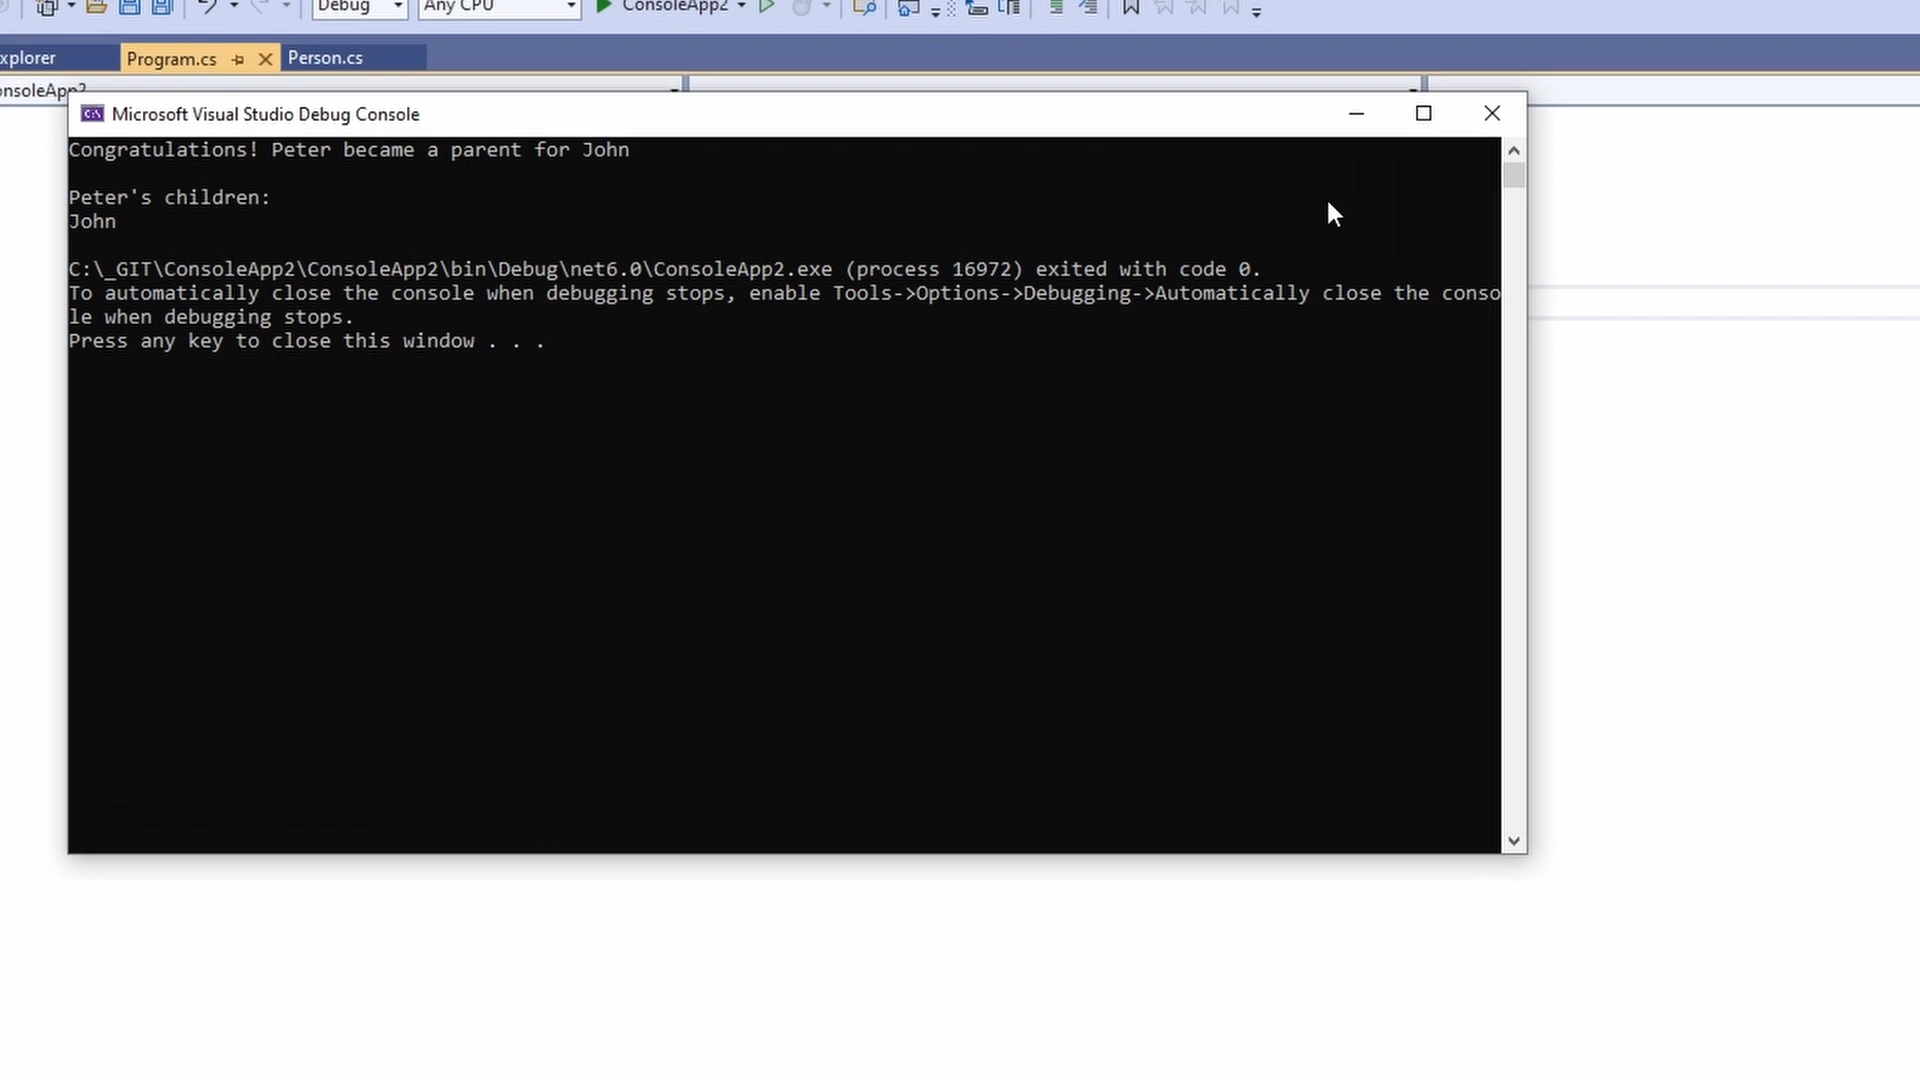 Debug Any CPU ConsoleApp2
xplorer Program.cs Person.cs
onsoleApp2
C:\ Microsoft Visual Studio Debug Console
Congratulations! Peter became a parent for John
Peter's children:
John
C:\_GIT\ConsoleApp2\ConsoleApp2\bin\Debug\net6.0\ConsoleApp2.exe (process 16972) exited with code 0.
To automatically close the console when debugging stops, enable Tools->Options->Debugging->Automatically close the conso
le when debugging stops.
Press any key to close this window . . .